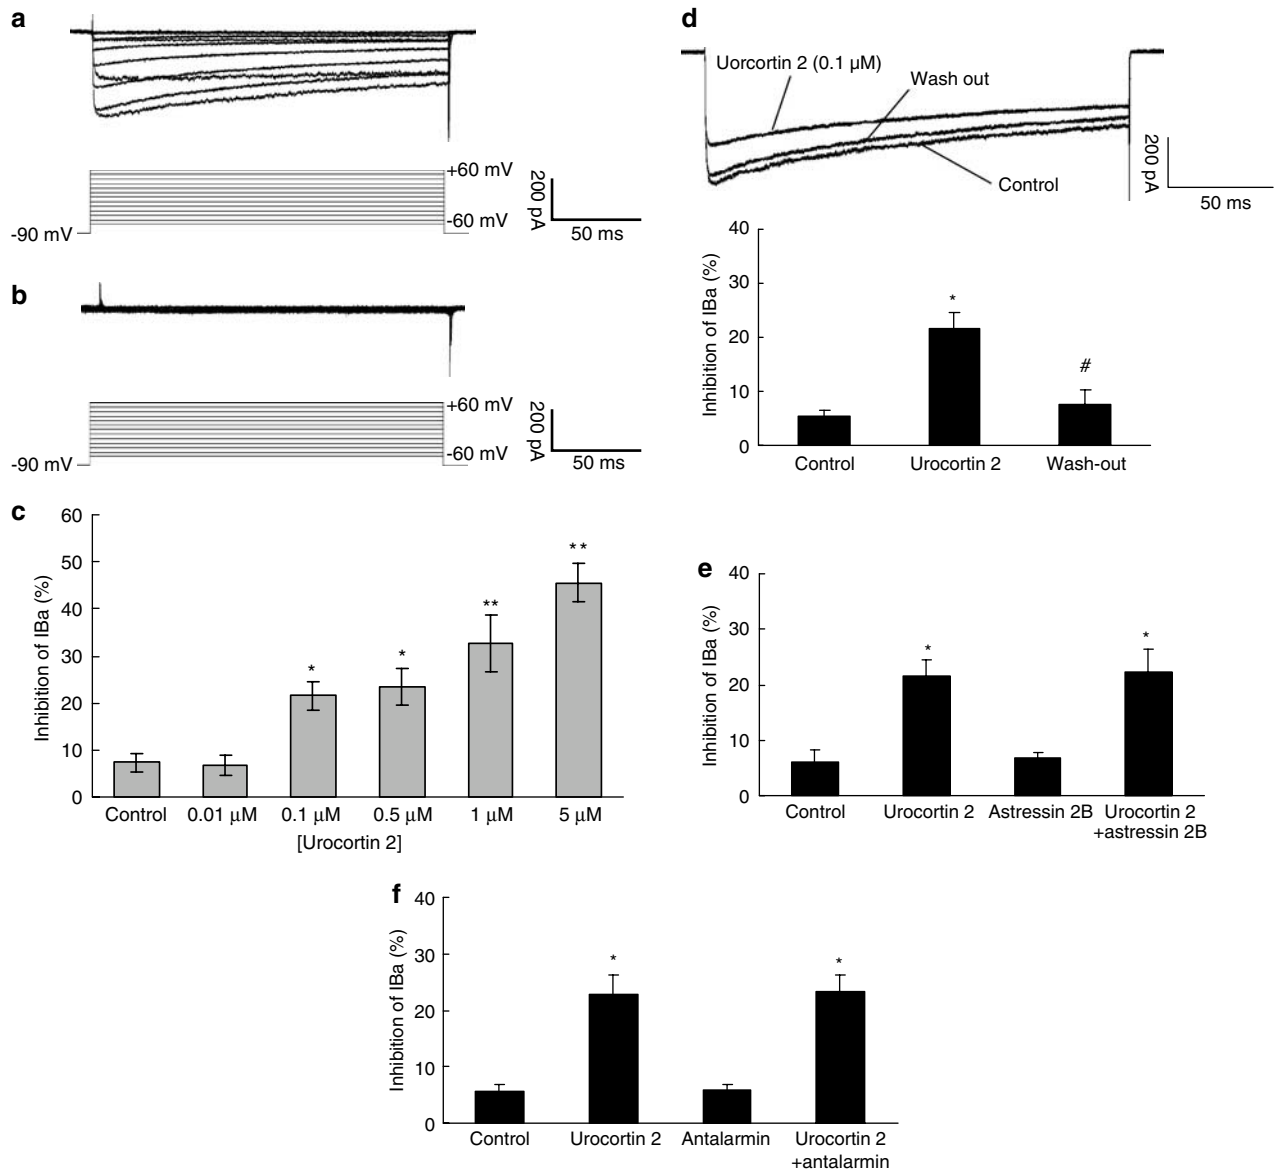 a
+60 mV
-60 mV
-90 mV
200 pA
50 ms
b
+60 mV
-60 mV
-90 mV
200 pA
50 ms
c
Inhibition of IBa (%)
60
50
40
30
20
10
0
*
*
**
**
Control 0.01 μM 0.1 μM 0.5 μM 1 μM 5 μM
[Urocortin 2]
d
Uorcortin 2 (0.1 μM)
Wash out
Control
200 pA
50 ms
Inhibition of IBa (%)
40
30
20
10
0
*
#
Control Urocortin 2 Wash-out
e
Inhibition of IBa (%)
40
30
20
10
0
*
*
Control Urocortin 2 Astressin 2B Urocortin 2
+astressin 2B
f
Inhibition of IBa (%)
40
30
20
10
0
*
*
Control Urocortin 2 Antalarmin Urocortin 2
+antalarmin